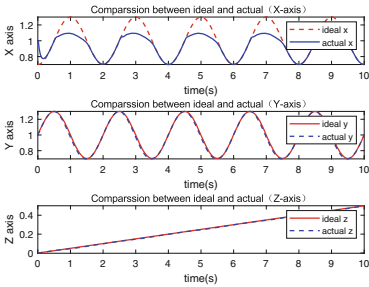 Comparssion between ideal and actual（X-axis）
X axis
1.2
1
0.8
ideal x
actual x
0 1 2 3 4 5 6 7 8 9 10
time(s)
Comparssion between ideal and actual（Y-axis）
Y axis
1.2
1
0.8
ideal y
actual y
0 1 2 3 4 5 6 7 8 9 10
time(s)
Comparssion between ideal and actual（Z-axis）
Z axis
0.4
0.2
0
ideal z
actual z
0 1 2 3 4 5 6 7 8 9 10
time(s)